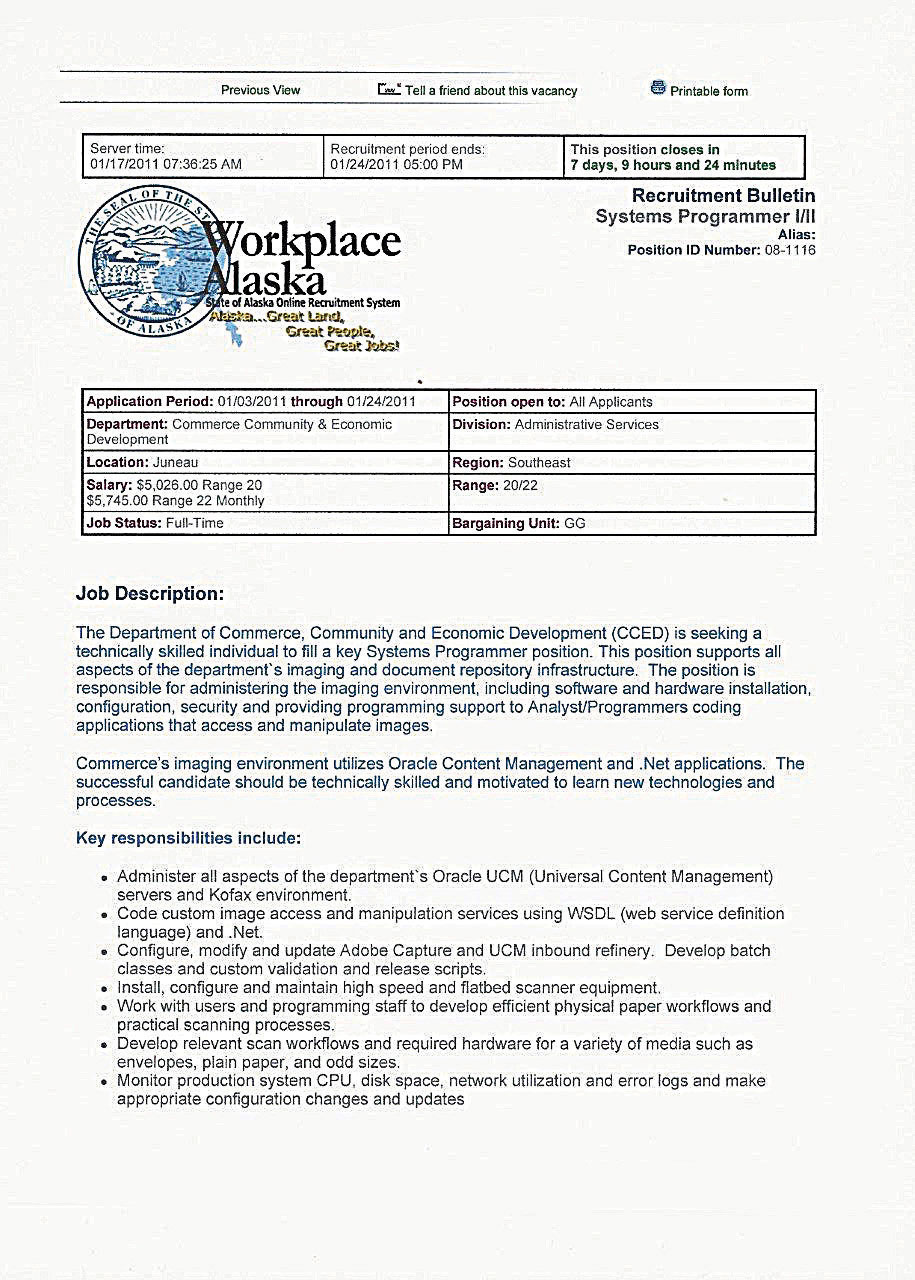 Previous View
Tell a friend about this vacancy
Printable form
Server time:
01/17/2011 07:36:25 AM
Recruitment period ends:
01/24/2011 05:00 PM
This position closes in
7 days, 9 hours and 24 minutes
THE SEAL OF THE ST
OF ALASKA
Workplace
Alaska
State of Alaska Online Recruitment System
Alaska...Great Land,
Great People,
Great Jobs!
Recruitment Bulletin
Systems Programmer I/II
Alias:
Position ID Number: 08-1116
Application Period: 01/03/2011 through 01/24/2011
Position open to: All Applicants
Department: Commerce Community & Economic
Development
Division: Administrative Services
Location: Juneau
Region: Southeast
Salary: $5,026.00 Range 20
$5,745.00 Range 22 Monthly
Range: 20/22
Job Status: Full-Time
Bargaining Unit: GG
Job Description:
The Department of Commerce, Community and Economic Development (CCED) is seeking a
technically skilled individual to fill a key Systems Programmer position. This position supports all
aspects of the department`s imaging and document repository infrastructure.  The position is
responsible for administering the imaging environment, including software and hardware installation,
configuration, security and providing programming support to Analyst/Programmers coding
applications that access and manipulate images.
Commerce's imaging environment utilizes Oracle Content Management and .Net applications.  The
successful candidate should be technically skilled and motivated to learn new technologies and
processes.
Key responsibilities include:
• Administer all aspects of the department`s Oracle UCM (Universal Content Management)
servers and Kofax environment.
• Code custom image access and manipulation services using WSDL (web service definition
language) and .Net.
• Configure, modify and update Adobe Capture and UCM inbound refinery.  Develop batch
classes and custom validation and release scripts.
• Install, configure and maintain high speed and flatbed scanner equipment.
• Work with users and programming staff to develop efficient physical paper workflows and
practical scanning processes.
• Develop relevant scan workflows and required hardware for a variety of media such as
envelopes, plain paper, and odd sizes.
• Monitor production system CPU, disk space, network utilization and error logs and make
appropriate configuration changes and updates